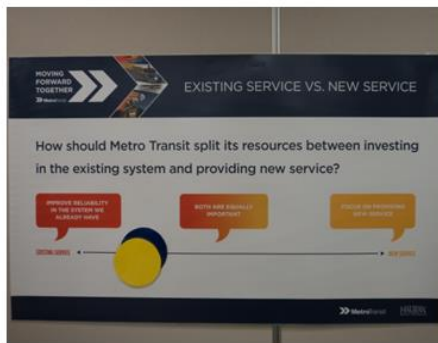 MOVING
FORWARD
TOGETHER
MetroTransit
EXISTING SERVICE VS. NEW SERVICE
How should Metro Transit split its resources between investing
in the existing system and providing new service?
IMPROVE RELIABILITY
IN THE SYSTEM WE
ALREADY HAVE
BOTH ARE EQUALLY
IMPORTANT
FOCUS ON PROVIDING
NEW SERVICE
EXISTING SERVICE
NEW SERVICE
MetroTransit